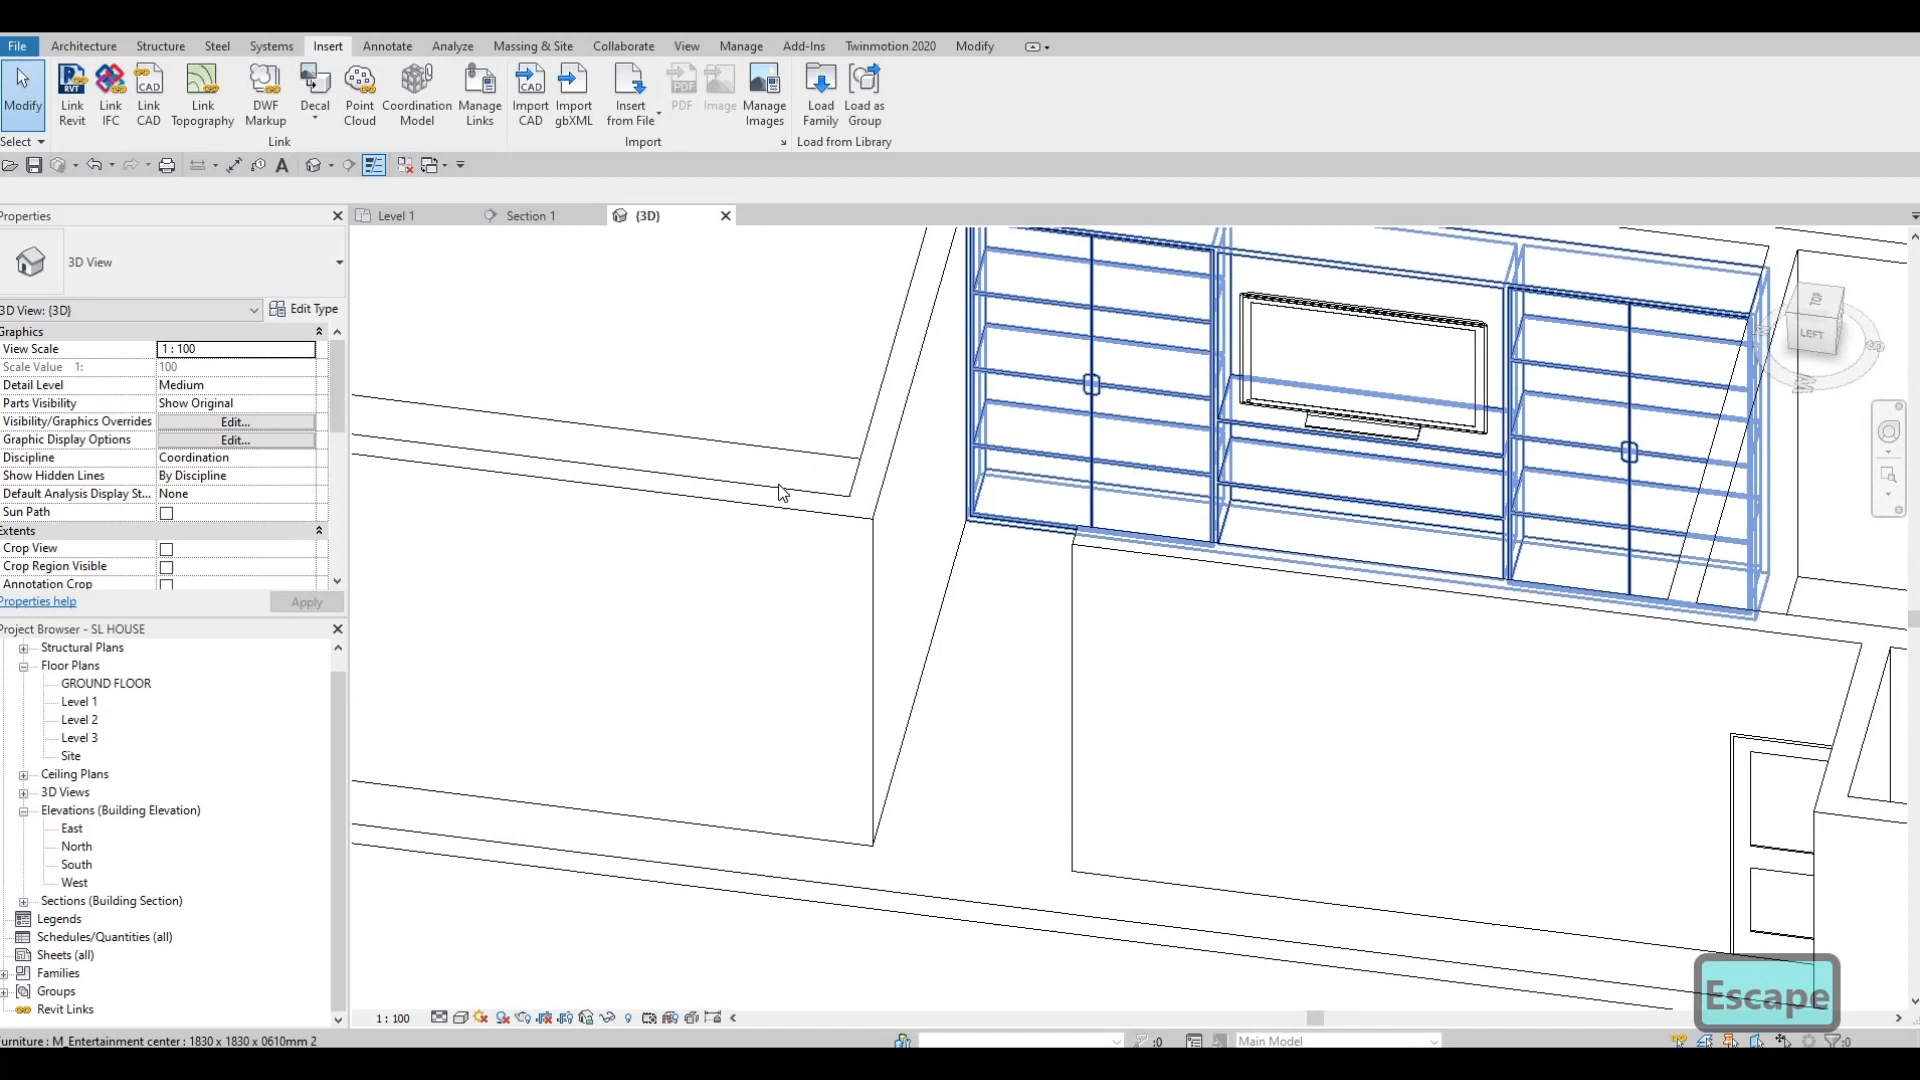 File Architecture Structure Steel Systems Insert Annotate Analyze Massing & Site Collaborate View Manage Add-Ins Twinmotion 2020 Modify
Modify
Link Revit
Link IFC
Link CAD
Link Topography
DWF Markup
Decal
Point Cloud
Coordination Model
Manage Links
Import CAD
Import gbXML
Insert from File
PDF
Image
Manage Images
Load Family
Load as Group
Select
Link
Import
Load from Library
Properties
Level 1
Section 1
{3D}
3D View
3D View: {3D}
Edit Type
Graphics
View Scale 1 : 100
Scale Value 1: 100
Detail Level Medium
Parts Visibility Show Original
Visibility/Graphics Overrides Edit...
Graphic Display Options Edit...
Discipline Coordination
Show Hidden Lines By Discipline
Default Analysis Display St... None
Sun Path
Extents
Crop View
Crop Region Visible
Annotation Crop
Properties help
Apply
TOP
LEFT
Project Browser - SL HOUSE
Structural Plans
Floor Plans
GROUND FLOOR
Level 1
Level 2
Level 3
Site
Ceiling Plans
3D Views
Elevations (Building Elevation)
East
North
South
West
Sections (Building Section)
Legends
Schedules/Quantities (all)
Sheets (all)
Families
Groups
Revit Links
Escape
1 : 100
Furniture : M_Entertainment center : 1830 x 1830 x 0610mm 2
:0
Main Model
:0